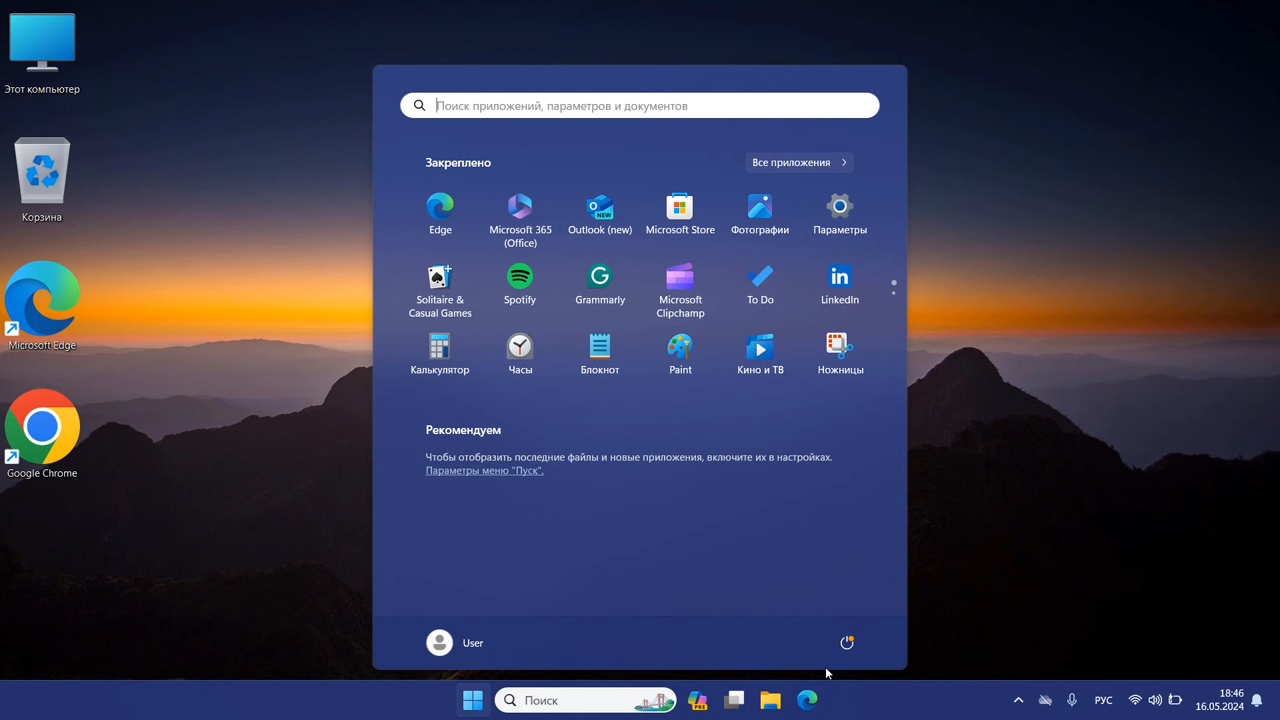 Этот компьютер
Корзина
Microsoft Edge
Google Chrome
Поиск приложений, параметров и документов
Закреплено
Все приложения
Edge
Microsoft 365
(Office)
Outlook (new)
Microsoft Store
Фотографии
Параметры
Solitaire &
Casual Games
Spotify
Grammarly
Microsoft
Clipchamp
To Do
LinkedIn
Калькулятор
Часы
Блокнот
Paint
Кино и ТВ
Ножницы
Рекомендуем
Чтобы отобразить последние файлы и новые приложения, включите их в настройках.
Параметры меню "Пуск".
User
Поиск
PRE
РУС
18:46
16.05.2024